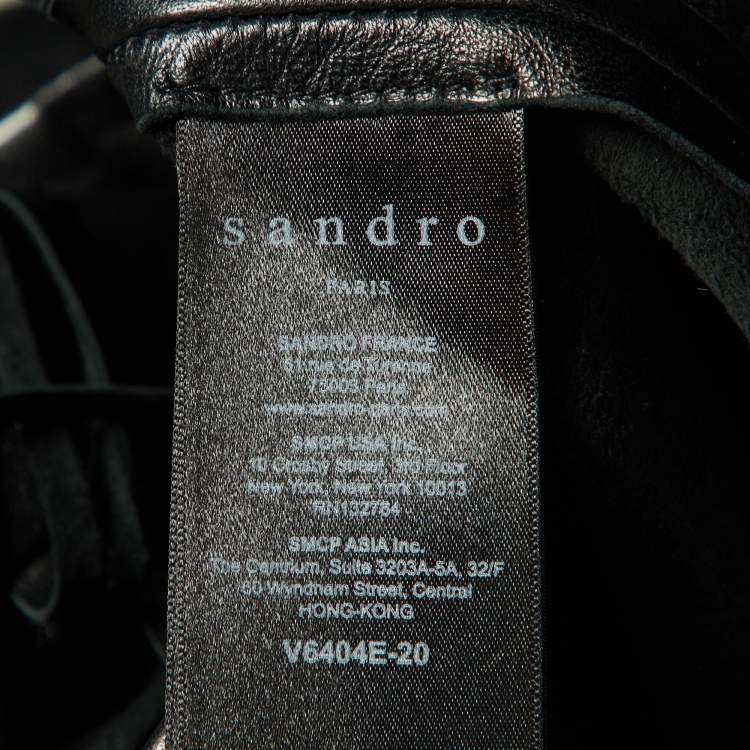 sandro
PARIS
SANDRO FRANCE
rue de Turenne
75003 Paris
www.sandro-paris.com
SMCP USA Inc.
10 Crosby Street, 3rd Floor
New York, New York 10013
RN132784
SMCP ASIA Inc.
The Centrium, Suite 3203A-5A, 32/F
60 Wyndham Street, Central
HONG-KONG
V6404E-20